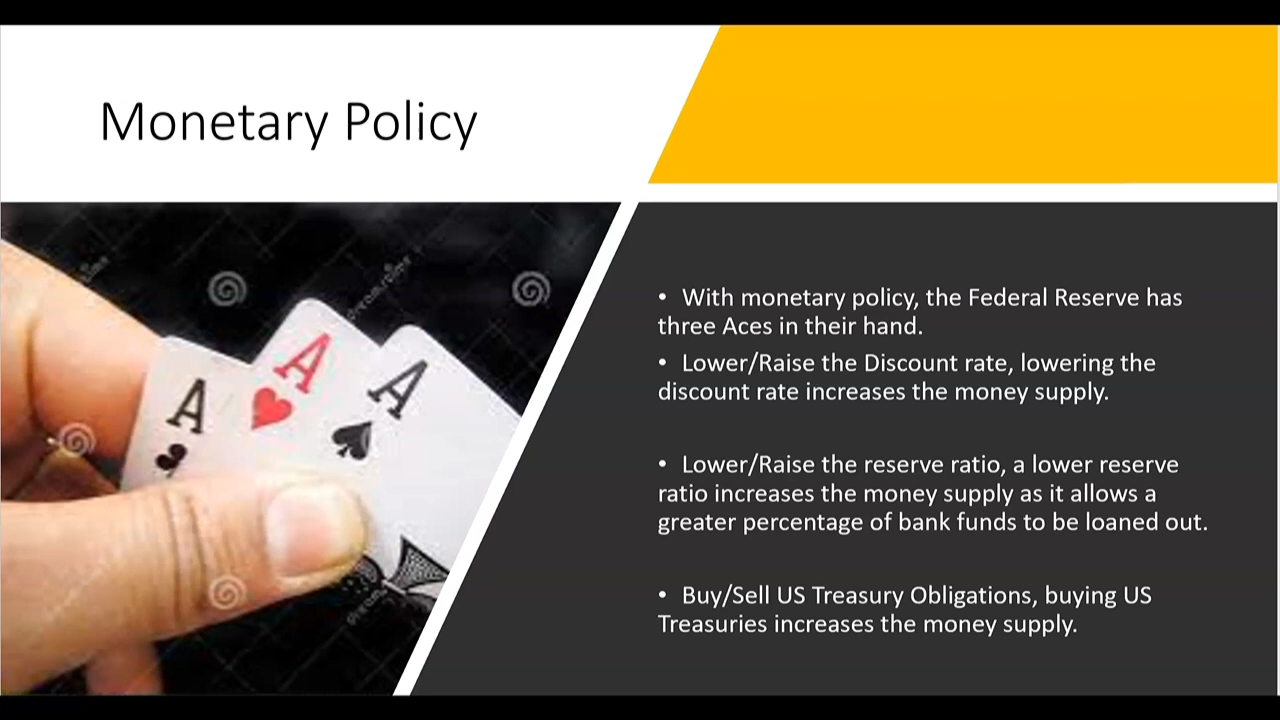 Monetary Policy
• With monetary policy, the Federal Reserve has
three Aces in their hand.
• Lower/Raise the Discount rate, lowering the
discount rate increases the money supply.
• Lower/Raise the reserve ratio, a lower reserve
ratio increases the money supply as it allows a
greater percentage of bank funds to be loaned out.
• Buy/Sell US Treasury Obligations, buying US
Treasuries increases the money supply.
A
A
A
dreamstime